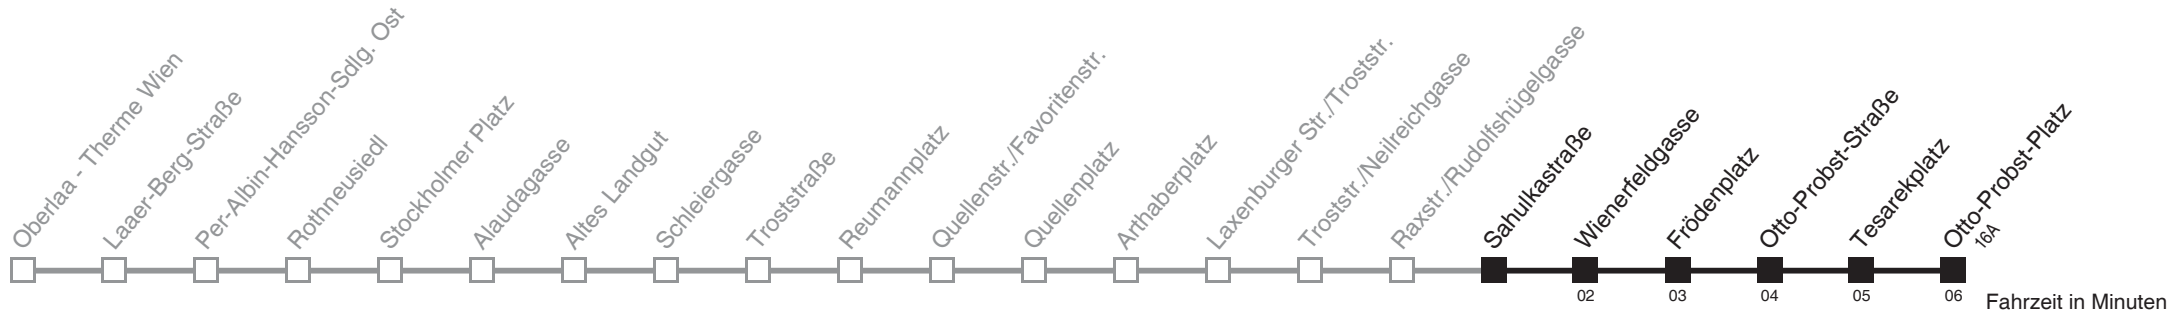 Oberlaa - Therme Wien
Laaer-Berg-Straße
Per-Albin-Hansson-Sdlg. Ost
Rothneusiedl
Stockholmer Platz
Alaudagasse
Altes Landgut
Schleiergasse
Troststraße
Reumannplatz
Quellenstr./Favoritenstr.
Quellenplatz
Arthaberplatz
Laxenburger Str./Troststr.
Troststr./Neilreichgasse
Raxstr./Rudolfshügelgasse
Sahulkastraße
Wienerfeldgasse
Frödenplatz
Otto-Probst-Straße
Tesarekplatz
Otto-Probst-Platz
16A
02 03 04 05 06
Fahrzeit in Minuten